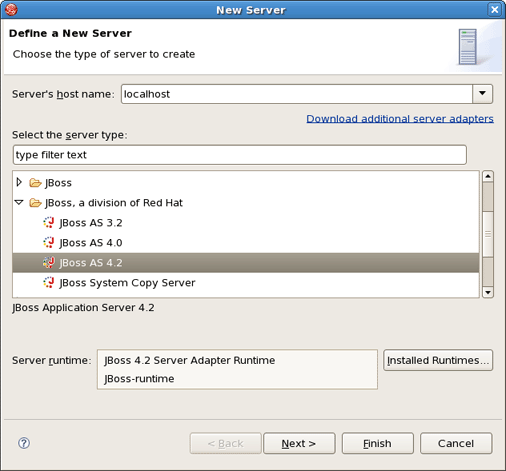 New Server
Define a New Server
Choose the type of server to create
Server's host name: localhost
Download additional server adapters
Select the server type:
type filter text
JBoss
JBoss, a division of Red Hat
JBoss AS 3.2
JBoss AS 4.0
JBoss AS 4.2
JBoss System Copy Server
JBoss Application Server 4.2
Server runtime: JBoss 4.2 Server Adapter Runtime Installed Runtimes...
JBoss-runtime
? < Back Next > Finish Cancel